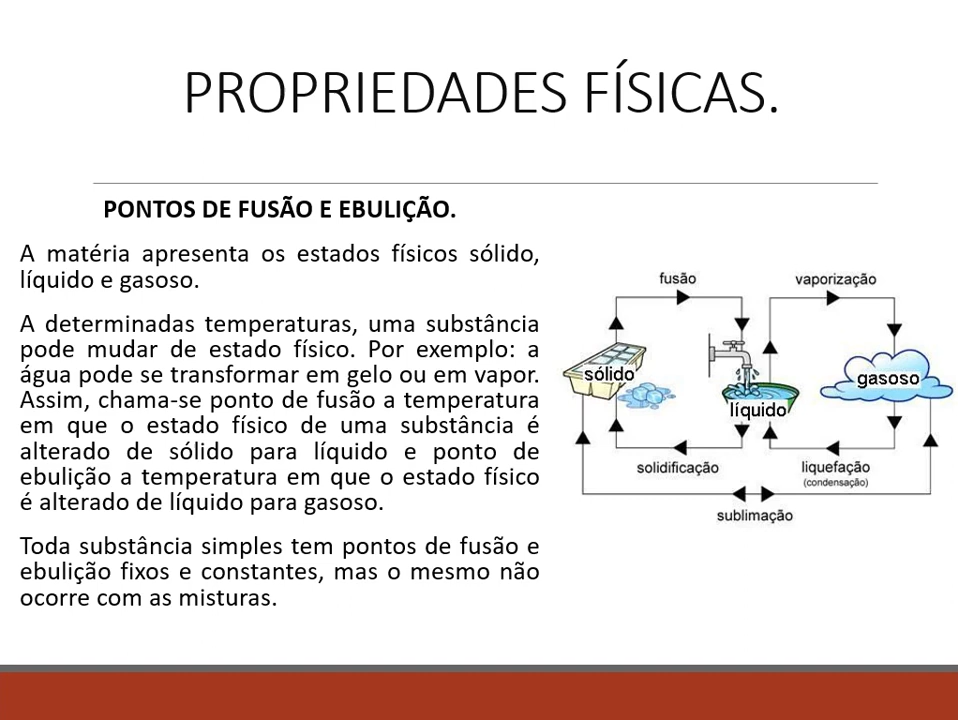 PROPRIEDADES FÍSICAS.
PONTOS DE FUSÃO E EBULIÇÃO.
A matéria apresenta os estados físicos sólido,
líquido e gasoso.
A determinadas temperaturas, uma substância
pode mudar de estado físico. Por exemplo: a
água pode se transformar em gelo ou em vapor.
Assim, chama-se ponto de fusão a temperatura
em que o estado físico de uma substância é
alterado de sólido para líquido e ponto de
ebulição a temperatura em que o estado físico
é alterado de líquido para gasoso.
Toda substância simples tem pontos de fusão e
ebulição fixos e constantes, mas o mesmo não
ocorre com as misturas.
fusão
vaporização
sólido
líquido
gasoso
solidificação
liquefação
(condensação)
sublimação